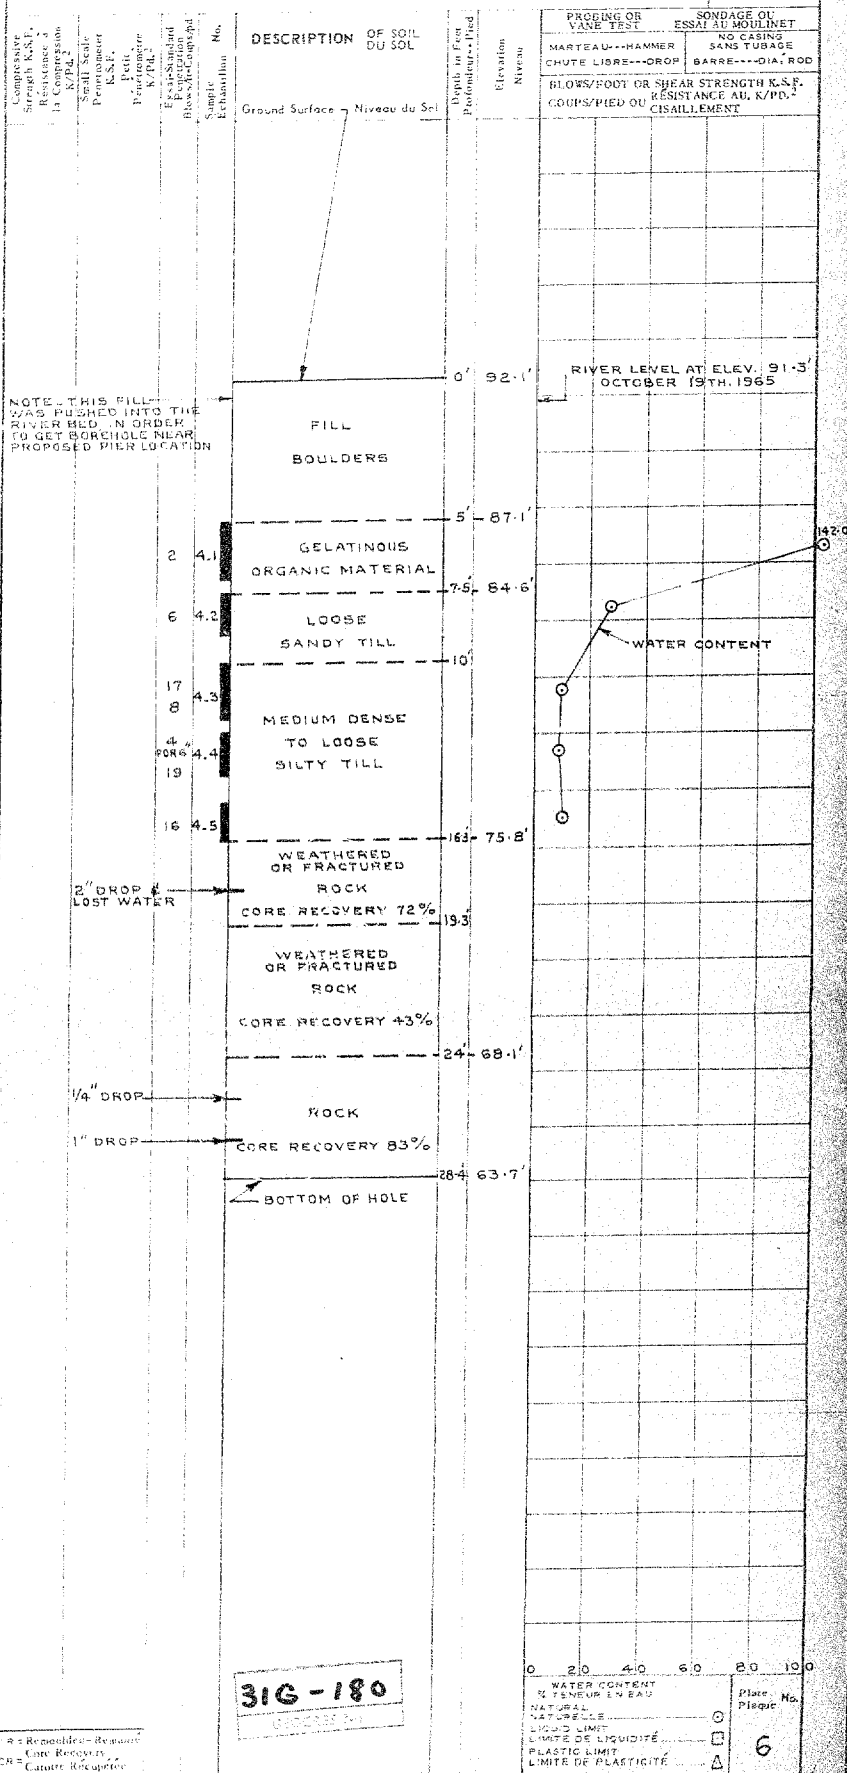 Compressive
Strength K.S.F.
Résistance à
la Compression
K/Pd.²
Small Scale
Penetrometer
K.S.F.
Petit
Penetrometre
K/Pd.²
Essai-Standard
Penetration
Blows/ft-Coups/pd
Sample No.
Echantillon
DESCRIPTION OF SOIL
DU SOL
Ground Surface Niveau du Sol
Depth in Feet
Profondeur--Pied
Elevation
Niveau
PROBING OR
VANE TEST
SONDAGE OU
ESSAI AU MOULINET
MARTEAU---HAMMER
CHUTE LIBRE---DROP
NO CASING
SANS TUBAGE
BARRE----DIA. ROD
BLOWS/FOOT OR SHEAR STRENGTH K.S.F.
COUPS/PIED OU RÉSISTANCE AU. K/PD.²
CISAILLEMENT
0' 92.1'
RIVER LEVEL AT ELEV. 91.3'
OCTOBER 19TH. 1965
NOTE - THIS FILL
WAS PUSHED INTO THE
RIVER BED IN ORDER
TO GET BOREHOLE NEAR
PROPOSED PIER LOCATION
FILL
BOULDERS
5' 87.1'
142.0
2 4.1
GELATINOUS
ORGANIC MATERIAL
7.5' 84.6'
6 4.2
LOOSE
SANDY TILL
WATER CONTENT
10'
17
8
4.3
MEDIUM DENSE
TO LOOSE
SILTY TILL
4
FOR 6"
19
4.4
16 4.5
16.3' 75.8'
WEATHERED
OR FRACTURED
ROCK
CORE RECOVERY 72%
2" DROP &
LOST WATER
19.3'
WEATHERED
OR FRACTURED
ROCK
CORE RECOVERY 43%
24' 68.1'
1/4" DROP
ROCK
1" DROP
CORE RECOVERY 83%
28.4' 63.7'
BOTTOM OF HOLE
0 20 40 60 80 100
WATER CONTENT
% TENEUR EN EAU
NATURAL
NATURELLE
LIQUID LIMIT
LIMITE DE LIQUIDITÉ
PLASTIC LIMIT
LIMITE DE PLASTICITÉ
Plate No.
Plaque
6
31G-180
R = Remoulded - Remanié
CR = Core Recovery
Carotte Récupérée